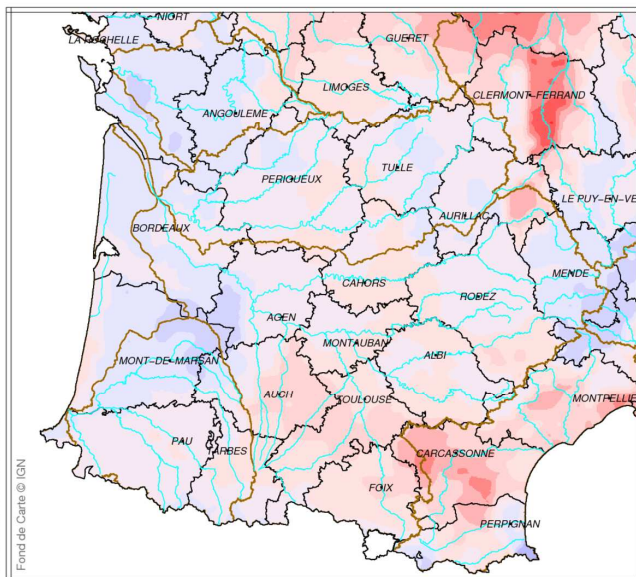 NIORT
LA ROCHELLE
GUERET
LIMOGES
CLERMONT-FERRAND
ANGOULEME
PERIGUEUX
TULLE
AURILLAC
LE PUY-EN-VE
BORDEAUX
MENDE
CAHORS
RODEZ
AGEN
MONTAUBAN
ALBI
MONT-DE-MARSAN
AUCH
TOULOUSE
MONTPELLIE
PAU
TARBES
CARCASSONNE
FOIX
PERPIGNAN
Fond de Carte © IGN